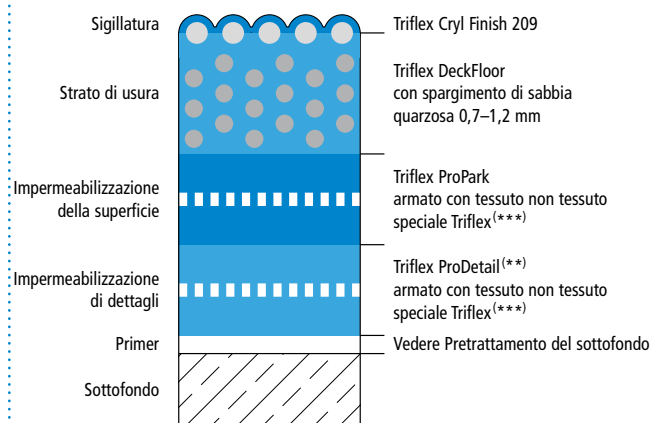 Sigillatura
Triflex Cryl Finish 209
Strato di usura
Triflex DeckFloor
con spargimento di sabbia
quarzosa 0,7–1,2 mm
Impermeabilizzazione
della superficie
Triflex ProPark
armato con tessuto non tessuto
speciale Triflex(***)
Impermeabilizzazione
di dettagli
Triflex ProDetail(**)
armato con tessuto non tessuto
speciale Triflex(***)
Primer
Vedere Pretrattamento del sottofondo
Sottofondo